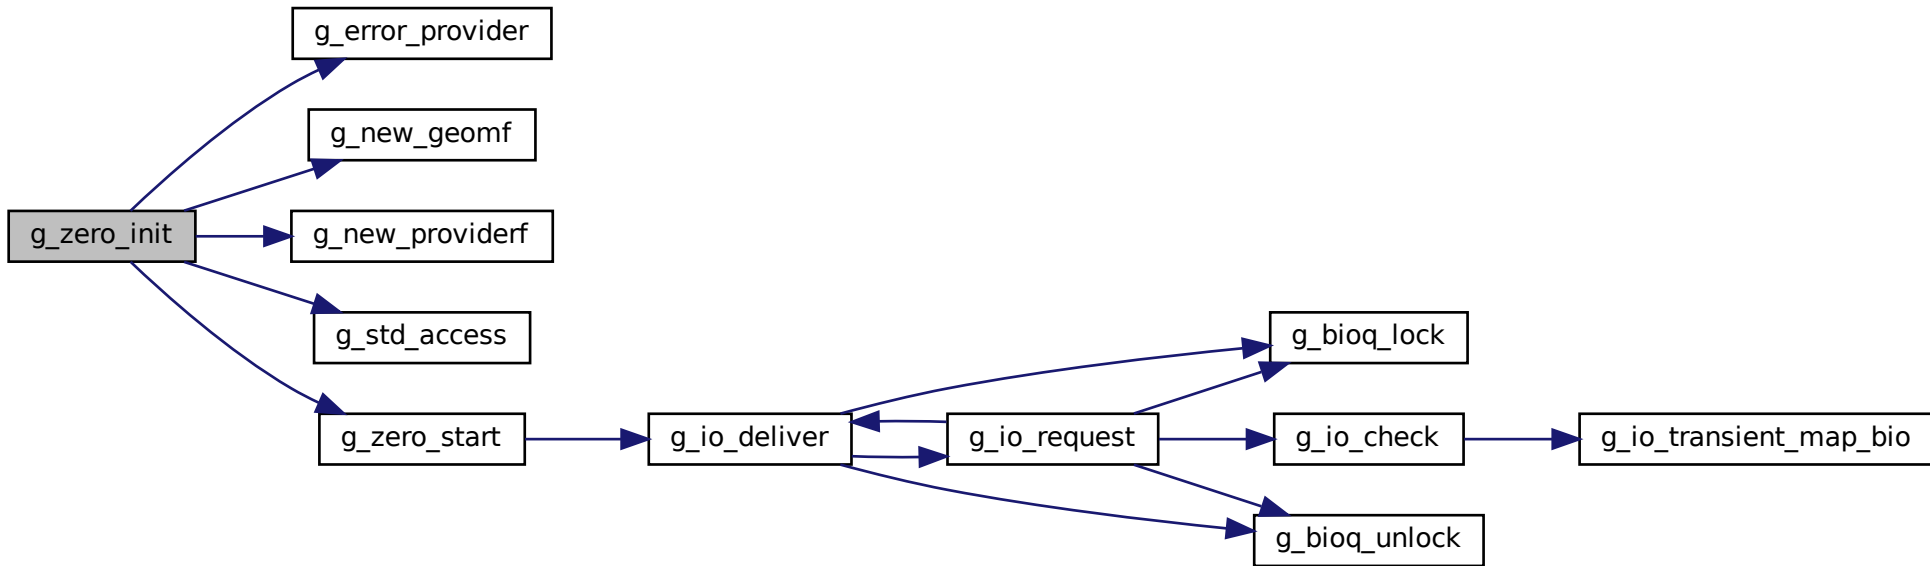 g_error_provider
g_new_geomf
g_zero_init
g_new_providerf
g_std_access
g_bioq_lock
g_zero_start
g_io_deliver
g_io_request
g_io_check
g_io_transient_map_bio
g_bioq_unlock